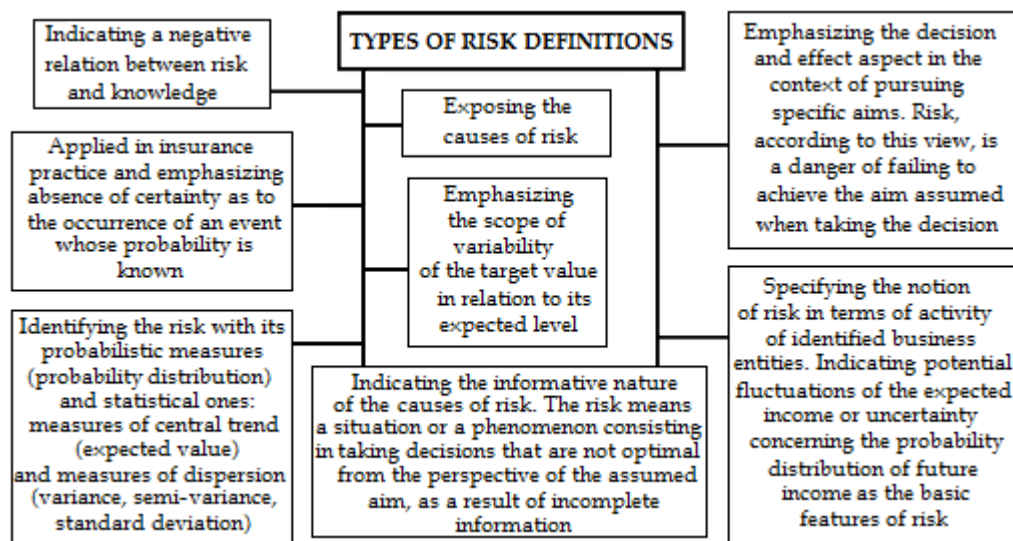 TYPES OF RISK DEFINITIONS
Indicating a negative
relation between risk
and knowledge
Applied in insurance
practice and emphasizing
absence of certainty as to
the occurrence of an event
whose probability is
known
Identifying the risk with its
probabilistic measures
(probability distribution)
and statistical ones:
measures of central trend
(expected value)
and measures of dispersion
(variance, semi-variance,
standard deviation)
Exposing the
causes of risk
Emphasizing
the scope of
variability
of the target value
in relation to its
expected level
Indicating the informative nature
of the causes of risk. The risk means
a situation or a phenomenon consisting
in taking decisions that are not optimal
from the perspective of the assumed
aim, as a result of incomplete
information
Emphasizing the decision
and effect aspect in the
context of pursuing
specific aims. Risk,
according to this view, is
a danger of failing to
achieve the aim assumed
when taking the decision
Specifying the notion
of risk in terms of activity
of identified business
entities. Indicating potential
fluctuations of the expected
income or uncertainty
concerning the probability
distribution of future
income as the basic
features of risk